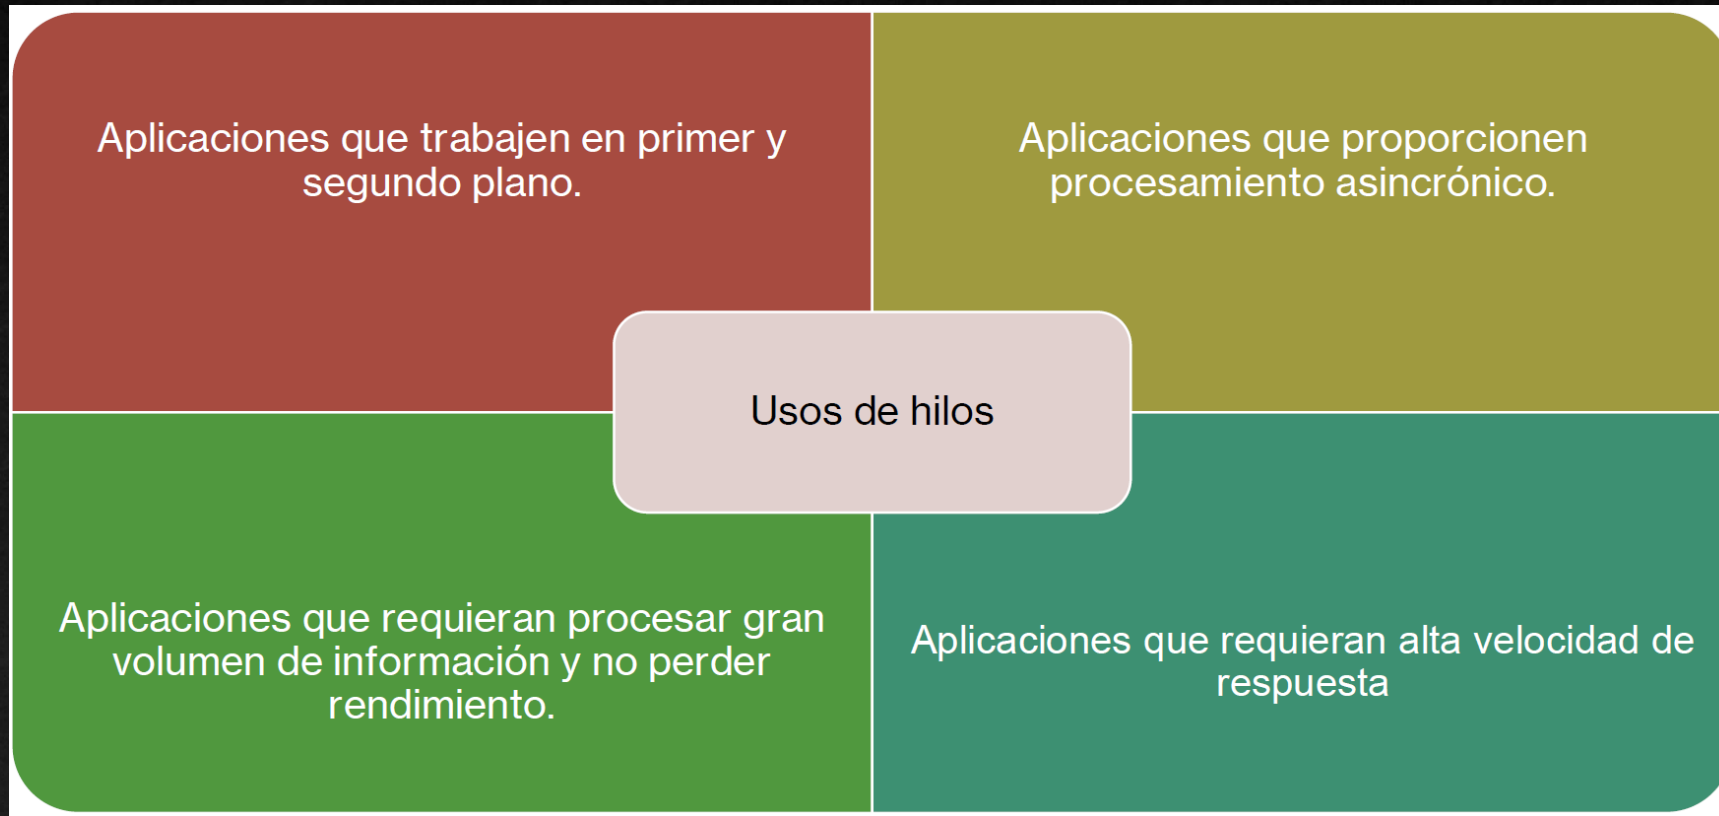 Aplicaciones que trabajen en primer y
segundo plano.
Aplicaciones que proporcionen
procesamiento asincrónico.
Usos de hilos
Aplicaciones que requieran procesar gran
volumen de información y no perder
rendimiento.
Aplicaciones que requieran alta velocidad de
respuesta